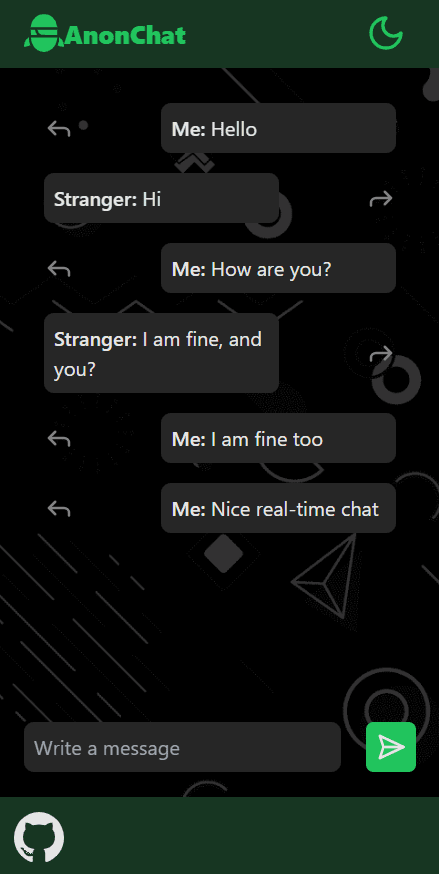 AnonChat
Me: Hello
Stranger: Hi
Me: How are you?
Stranger: I am fine, and
you?
Me: I am fine too
Me: Nice real-time chat
Write a message